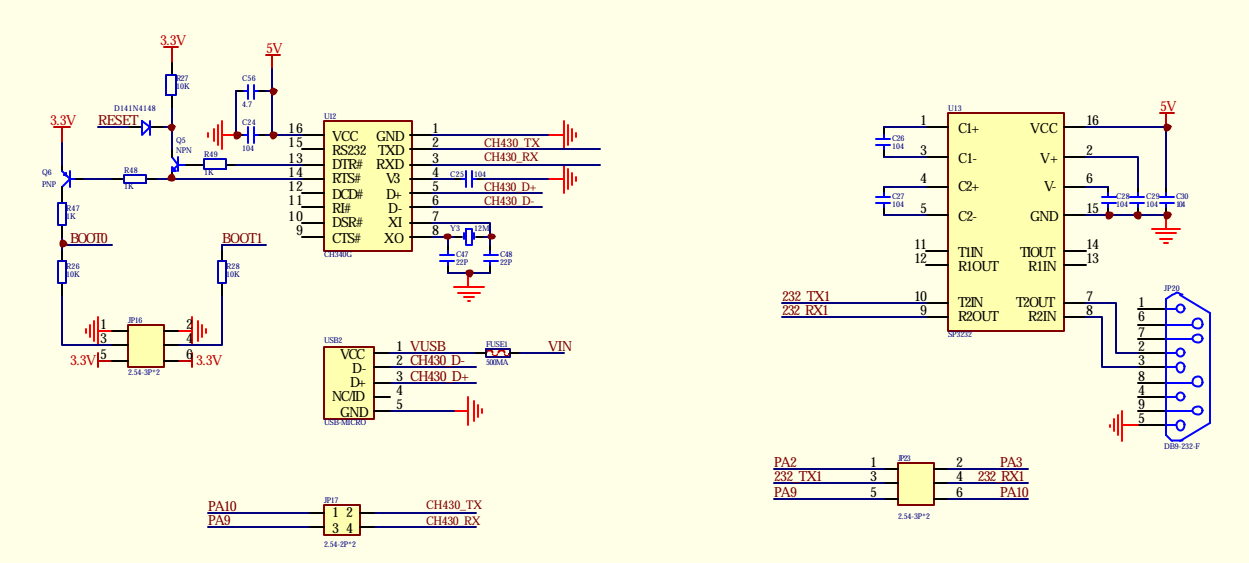 3.3V
5V
R27
10K
C56
4.7
D141N4148
RESET
3.3V
Q5
NPN
C24
104
R49
1K
Q6
PNP
R48
1K
R47
1K
BOOT0
BOOT1
R26
10K
R28
10K
U12
16 VCC GND 1
15 RS232 TXD 2 CH430_TX
13 DTR# RXD 3 CH430_RX
14 RTS# V3 4 C25 104
12 DCD# D+ 5 CH430_D+
11 RI# D- 6 CH430_D-
10 DSR# XI 7
9 CTS# XO 8 Y3 12M
CH340G
C47
22P
C48
22P
JP16
1 2
3 4
3.3V 5 6 3.3V
2.54-3P*2
USB2
VCC 1 VUSB FUSE1 VIN
500MA
D- 2 CH430_D-
D+ 3 CH430_D+
NC/ID 4
GND 5
USB-MICRO
JP17
PA10 1 2 CH430_TX
PA9 3 4 CH430_RX
2.54-2P*2
U13
5V
1 C1+ VCC 16
C26
104
3 C1- V+ 2
4 C2+ V- 6
C27
104
C28
104
C29
104
C30
104
5 C2- GND 15
11 T1IN T1OUT 14
12 R1OUT R1IN 13
232_TX1 10 T2IN T2OUT 7
232_RX1 9 R2OUT R2IN 8
SP3232
JP20
1
6
7
2
3
8
4
9
5
DB9-232-F
JP23
PA2 1 2 PA3
232_TX1 3 4 232_RX1
PA9 5 6 PA10
2.54-3P*2